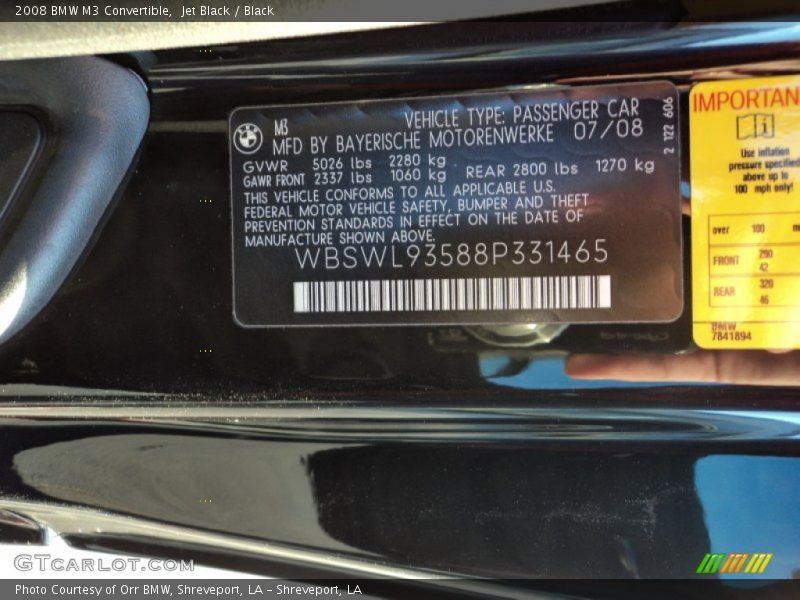 2008 BMW M3 Convertible,  Jet Black / Black
M3
VEHICLE TYPE: PASSENGER CAR
MFD BY BAYERISCHE MOTORENWERKE 07/08
GVWR 5026 lbs 2280 kg
GAWR FRONT 2337 lbs 1060 kg REAR 2800 lbs 1270 kg
THIS VEHICLE CONFORMS TO ALL APPLICABLE U.S.
FEDERAL MOTOR VEHICLE SAFETY, BUMPER AND THEFT
PREVENTION STANDARDS IN EFFECT ON THE DATE OF
MANUFACTURE SHOWN ABOVE.
WBSWL93588P331465
2 122 606
IMPORTAN
Use inflation
pressure specified
above up to
100 mph only!
over 100 m
FRONT 290 42
REAR 320 46
BMW
7841894
GTCARLOT.COM
Photo Courtesy of Orr BMW, Shreveport, LA - Shreveport, LA